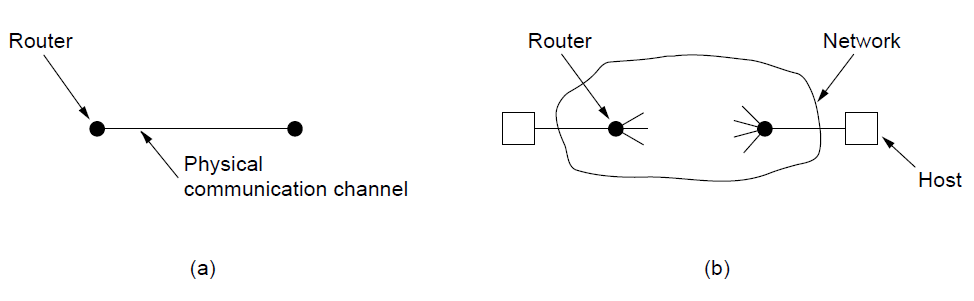 Router
Physical
communication channel
(a)
Router
Network
Host
(b)